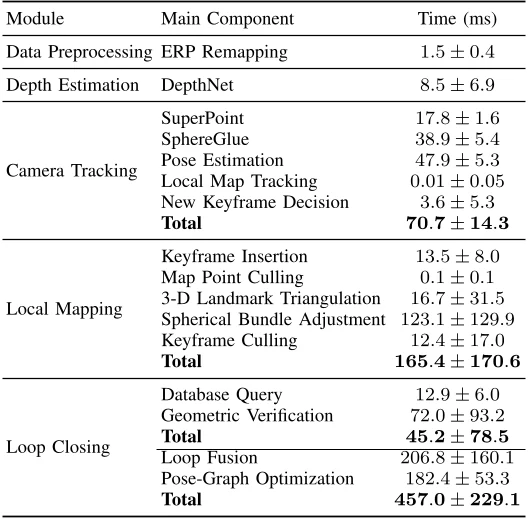 Module Main Component Time (ms)
Data Preprocessing ERP Remapping 1.5 ± 0.4
Depth Estimation DepthNet 8.5 ± 6.9
Camera Tracking
SuperPoint 17.8 ± 1.6
SphereGlue 38.9 ± 5.4
Pose Estimation 47.9 ± 5.3
Local Map Tracking 0.01 ± 0.05
New Keyframe Decision 3.6 ± 5.3
Total 70.7 ± 14.3
Local Mapping
Keyframe Insertion 13.5 ± 8.0
Map Point Culling 0.1 ± 0.1
3-D Landmark Triangulation 16.7 ± 31.5
Spherical Bundle Adjustment 123.1 ± 129.9
Keyframe Culling 12.4 ± 17.0
Total 165.4 ± 170.6
Loop Closing
Database Query 12.9 ± 6.0
Geometric Verification 72.0 ± 93.2
Total 45.2 ± 78.5
Loop Fusion 206.8 ± 160.1
Pose-Graph Optimization 182.4 ± 53.3
Total 457.0 ± 229.1